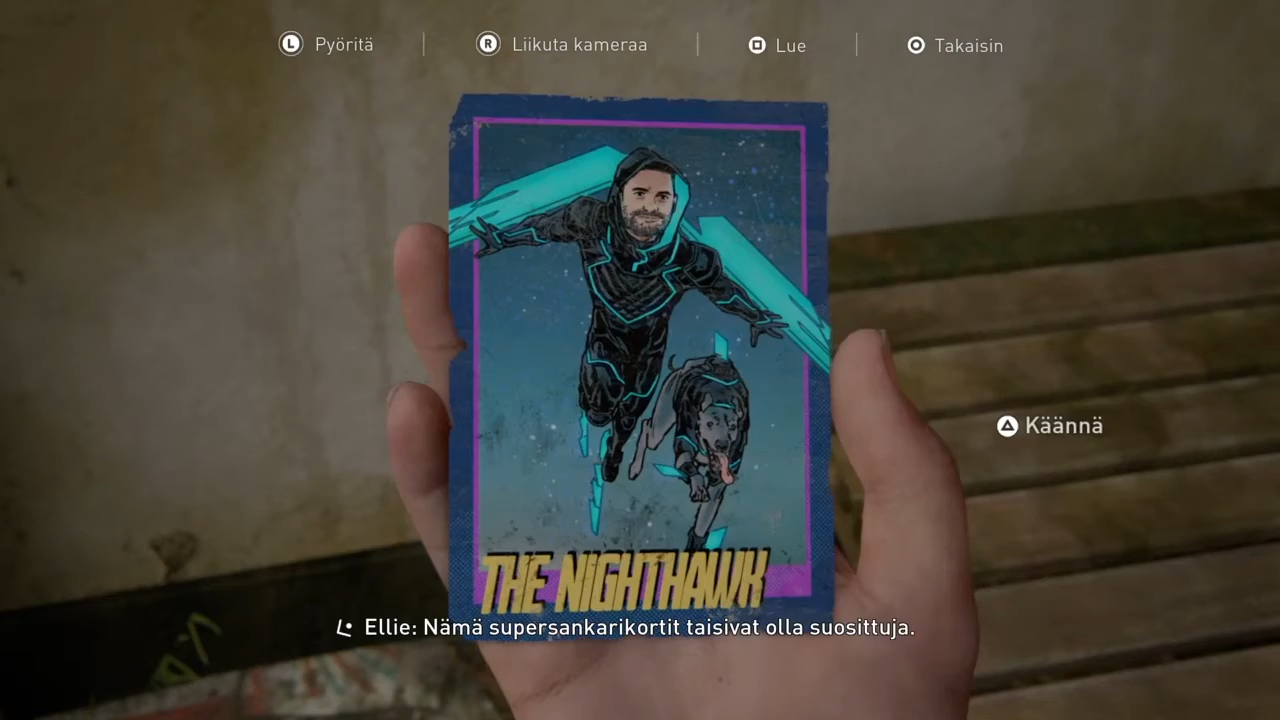 L Pyöritä
R Liikuta kameraa
Lue
Takaisin
Käännä
THE NIGHTHAWK
Ellie: Nämä supersankarikortit taisivat olla suosittuja.